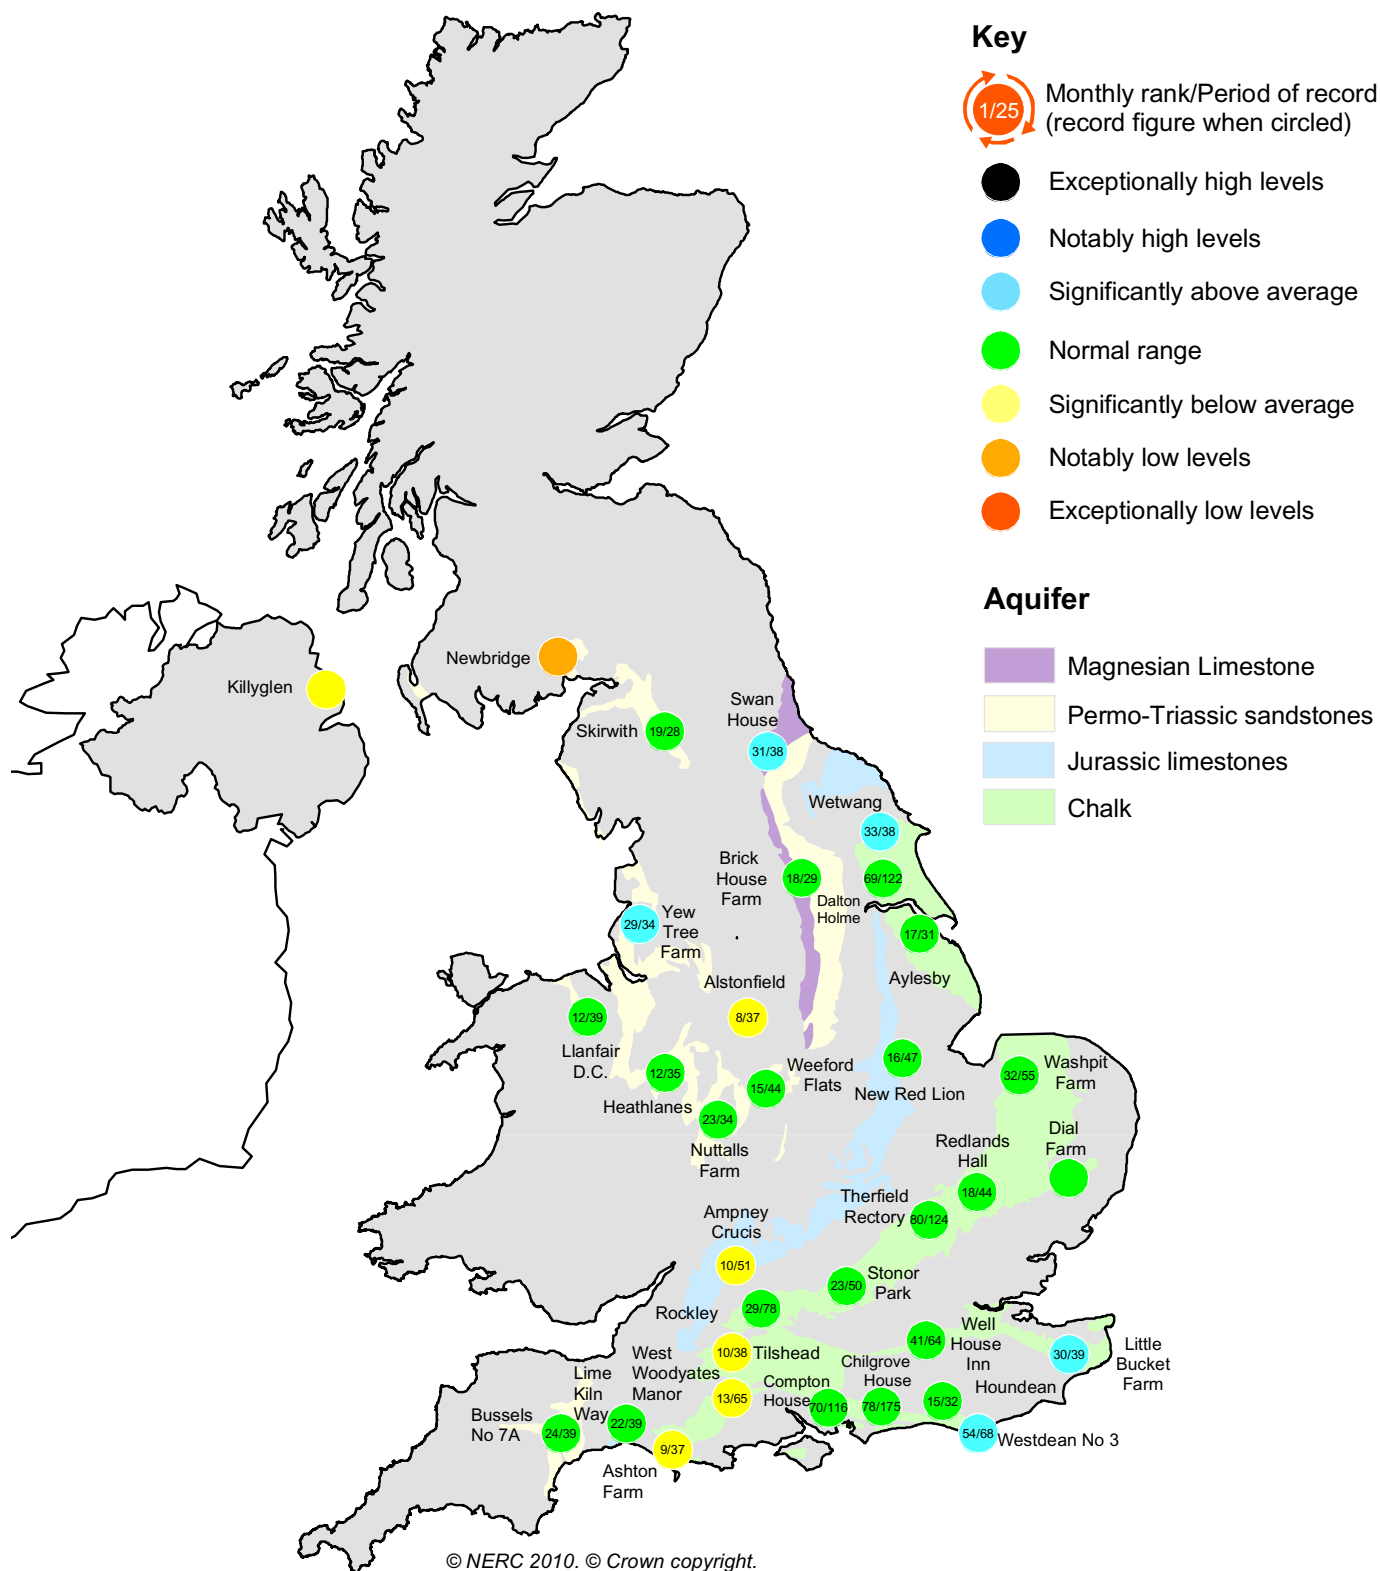 Key
1/25
Monthly rank/Period of record
(record figure when circled)
Exceptionally high levels
Notably high levels
Significantly above average
Normal range
Significantly below average
Notably low levels
Exceptionally low levels
Aquifer
Magnesian Limestone
Permo-Triassic sandstones
Jurassic limestones
Chalk
Newbridge
Killyglen
Skirwith
19/28
Swan
House
31/38
Wetwang
33/38
Brick
House
Farm
18/29
69/122
Dalton
Holme
Yew
Tree
Farm
29/34
17/31
Aylesby
Alstonfield
8/37
12/39
Llanfair
D.C.
12/35
Heathlanes
Weeford
Flats
15/44
16/47
New Red Lion
Washpit
Farm
32/55
23/34
Nuttalls
Farm
Redlands
Hall
18/44
Dial
Farm
Therfield
Rectory
80/124
Ampney
Crucis
10/51
Stonor
Park
23/50
Rockley
29/78
41/64
Well
House
Inn
30/39
Little
Bucket
Farm
10/38
Tilshead
West
Woodyates
Manor
13/65
Compton
House
70/116
Chilgrove
House
78/175
Houndean
15/32
Lime
Kiln
Way
22/39
Bussels
No 7A
24/39
9/37
Ashton
Farm
54/68
Westdean No 3
© NERC 2010. © Crown copyright.